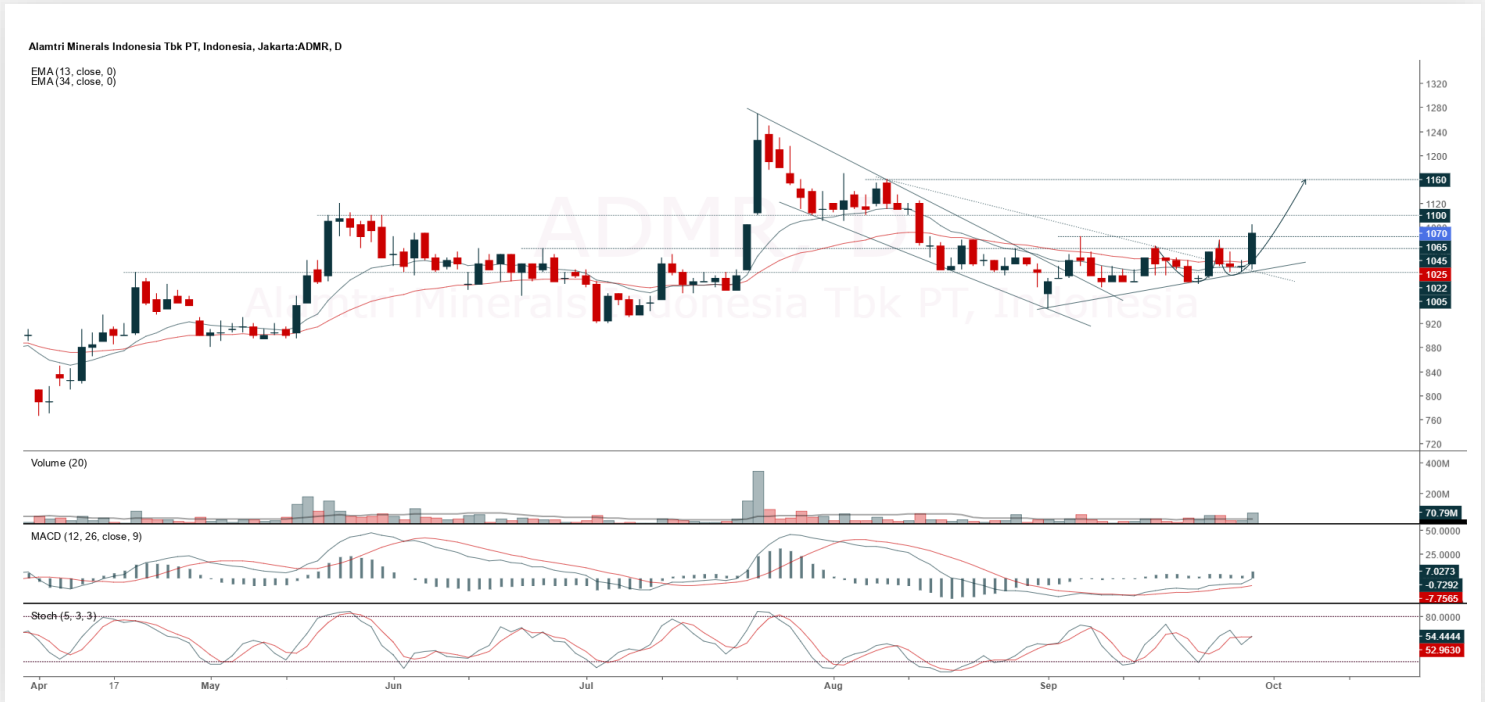 Alamtri Minerals Indonesia Tbk PT, Indonesia, Jakarta:ADMR, D
EMA (13, close, 0)
EMA (34, close, 0)
ADMR, D
Alamtri Minerals Indonesia Tbk PT, Indonesia
1320
1280
1240
1200
1160
1120
1100
1070
1065
1045
1025
1022
1005
920
880
840
800
760
720
Volume (20)
400M
200M
70.79M
MACD (12, 26, close, 9)
50.0000
25.0000
7.0273
-0.7292
-7.7565
Stoch (5, 3, 3)
80.0000
54.4444
52.9630
Apr 17 May Jun Jul Aug Sep Oct